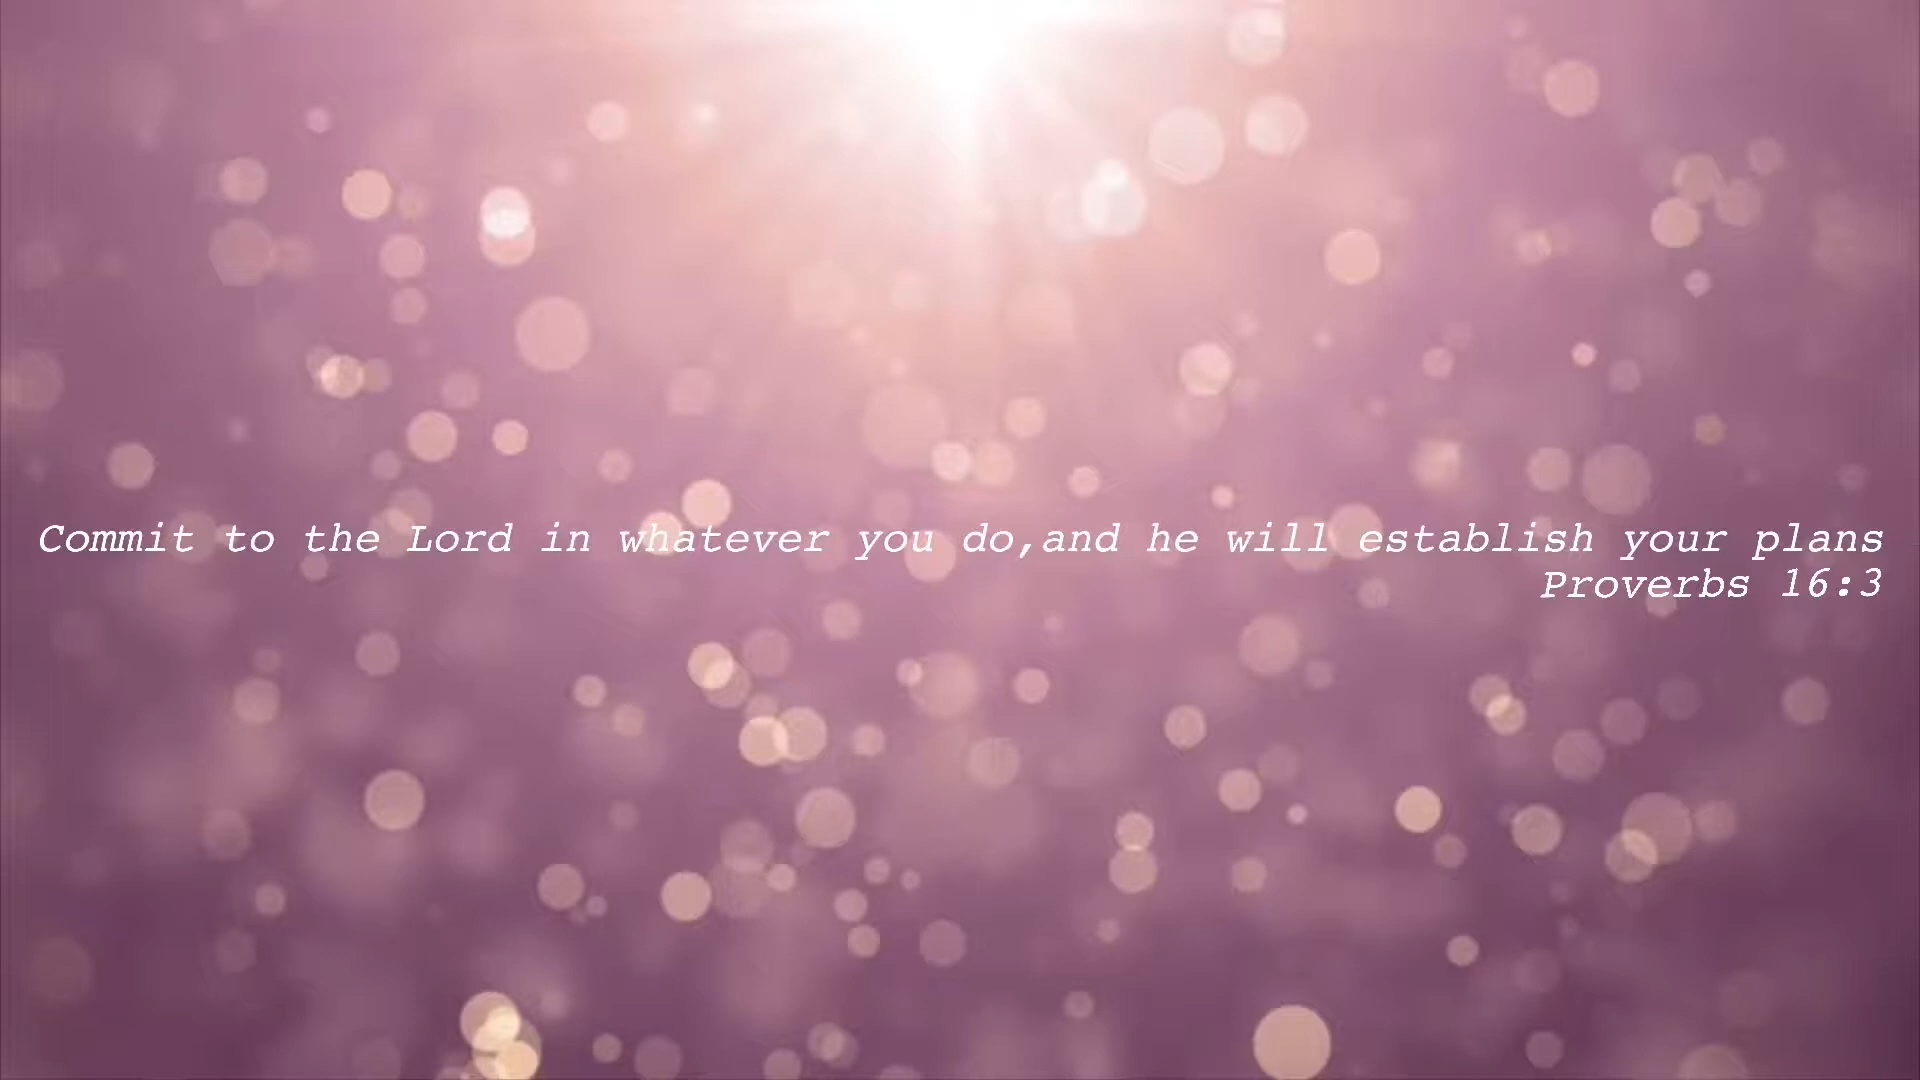 Commit to the Lord in whatever you do,and he will establish your plans
Proverbs 16:3